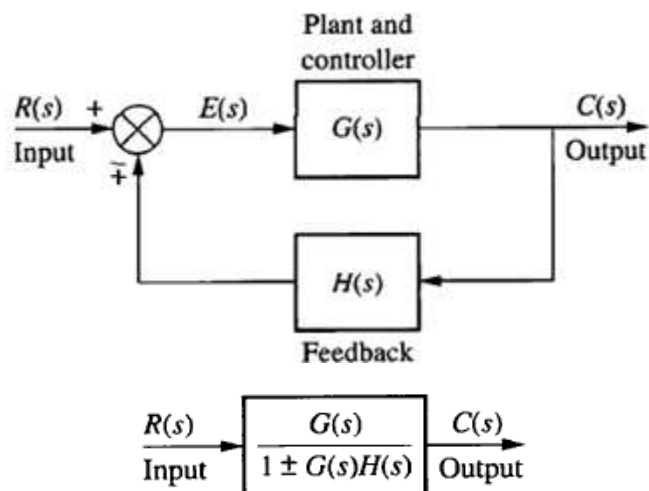 Plant and
controller
R(s) + E(s) G(s) C(s)
Input Output
∓
H(s)
Feedback
R(s) G(s) C(s)
Input 1 ± G(s)H(s) Output